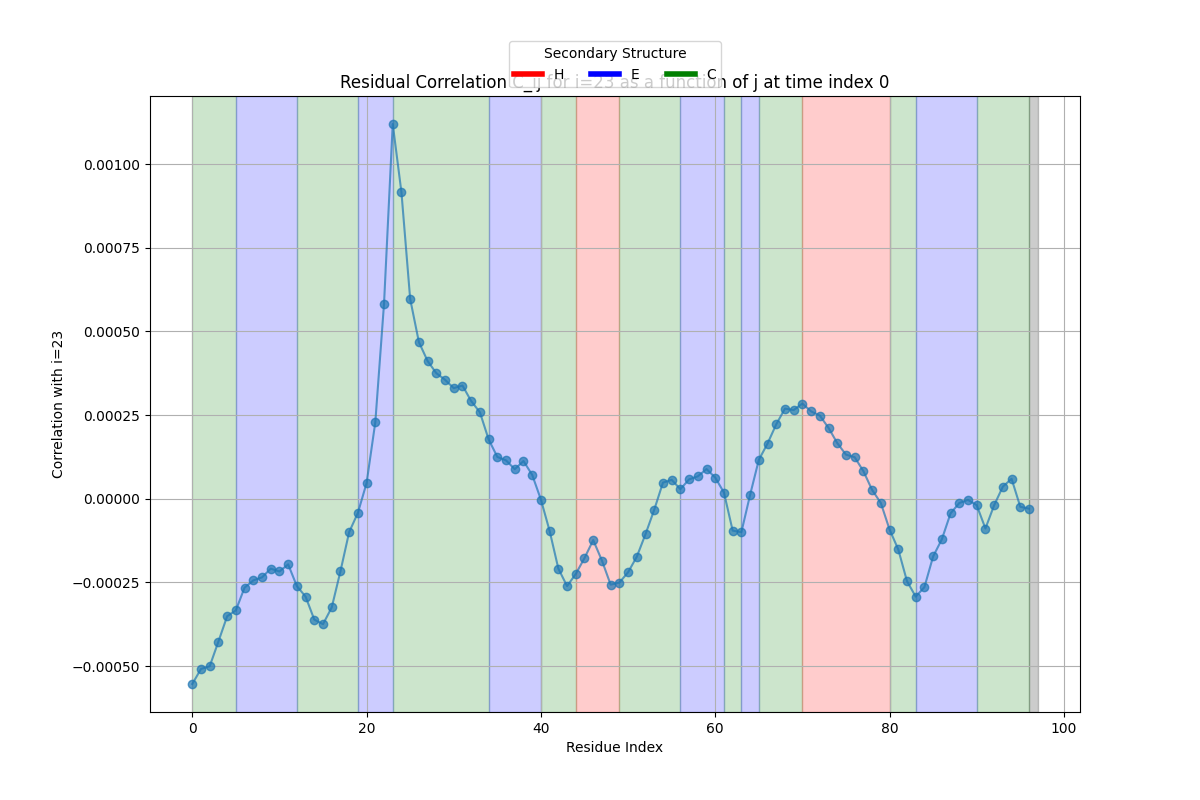 Secondary Structure
H E C
Residual Correlation C_ij for i=23 as a function of j at time index 0
0.00100
0.00075
0.00050
0.00025
0.00000
−0.00025
−0.00050
Correlation with i=23
0 20 40 60 80 100
Residue Index